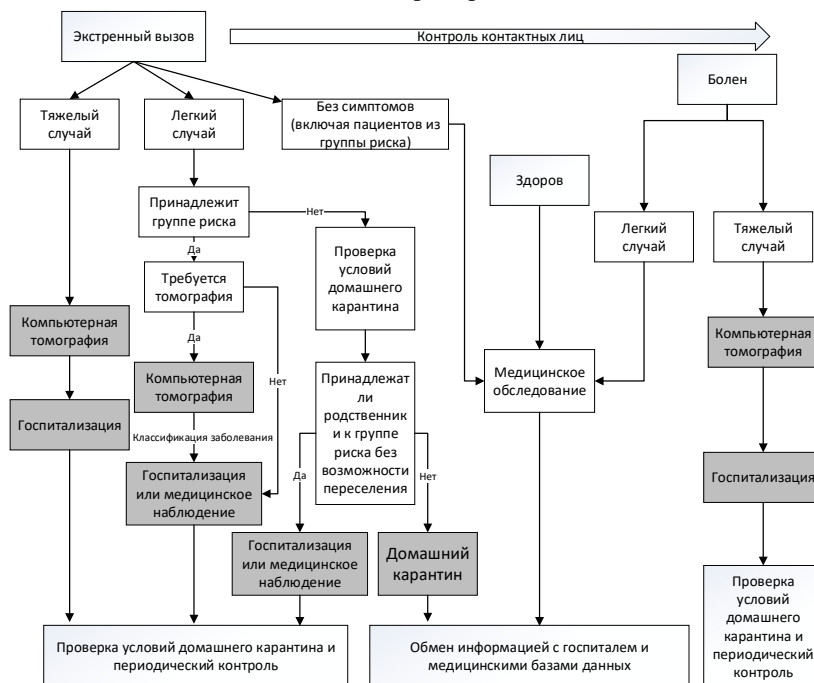 Экстренный вызов
Контроль контактных лиц
Болен
Тяжелый
случай
Легкий
случай
Без симптомов
(включая пациентов из
группы риска)
Здоров
Принадлежит
группе риска
Нет
Легкий
случай
Тяжелый
случай
Да
Проверка
условий
домашнего
карантина
Требуется
томография
Компьютерная
томография
Да
Компьютерная
томография
Нет
Медицинское
обследование
Компьютерная
томография
Принадлежат
ли
родственник
и к группе
риска без
возможности
переселения
Госпитализация
Классификация заболевания
Да
Нет
Госпитализация
или медицинское
наблюдение
Госпитализация
Госпитализация
или медицинское
наблюдение
Домашний
карантин
Проверка
условий
домашнего
карантина и
периодический
контроль
Проверка условий домашнего карантина и
периодический контроль
Обмен информацией с госпиталем и
медицинскими базами данных